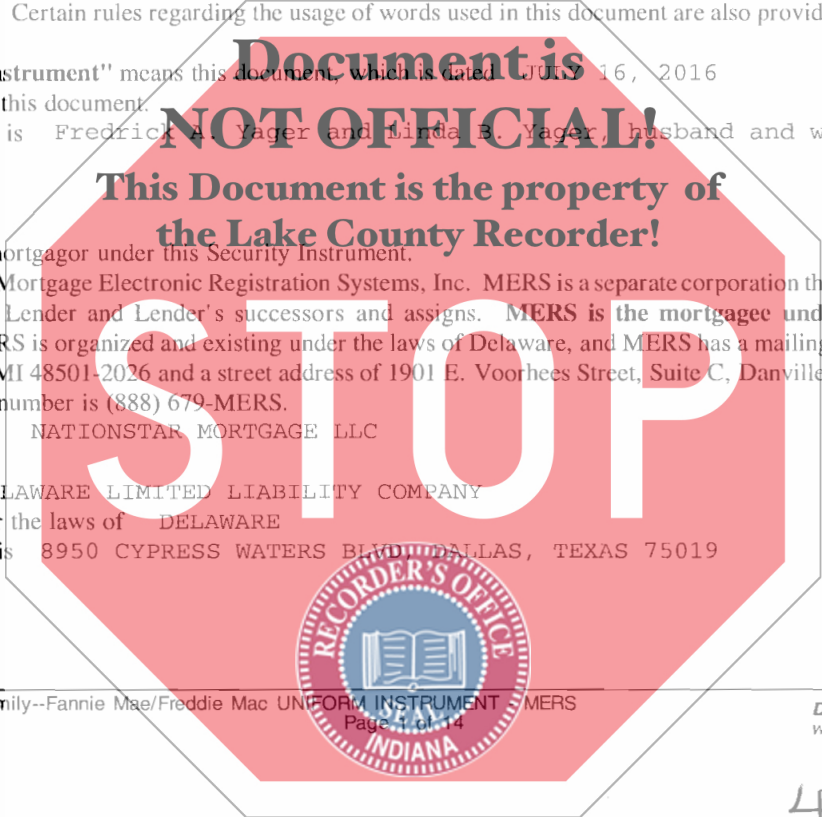 Certain rules regarding the usage of words used in this document are also provid
Document is
strument" means this document, which is dated JULY 16, 2016
this document.
NOT OFFICIAL!
is Fredrick A. Yager and Linda B. Yager, husband and w
This Document is the property of
the Lake County Recorder!
ortgagor under this Security Instrument.
Mortgage Electronic Registration Systems, Inc. MERS is a separate corporation th
Lender and Lender's successors and assigns. MERS is the mortgagee und
RS is organized and existing under the laws of Delaware, and MERS has a mailing
MI 48501-2026 and a street address of 1901 E. Voorhees Street, Suite C, Danville
number is (888) 679-MERS.
STOP
NATIONSTAR MORTGAGE LLC
LAWARE LIMITED LIABILITY COMPANY
the laws of DELAWARE
is 8950 CYPRESS WATERS BLVD, DALLAS, TEXAS 75019
RECORDER'S OFFICE
mily--Fannie Mae/Freddie Mac UNIFORM INSTRUMENT - MERS
Page 1 of 14
SEAL
INDIANA